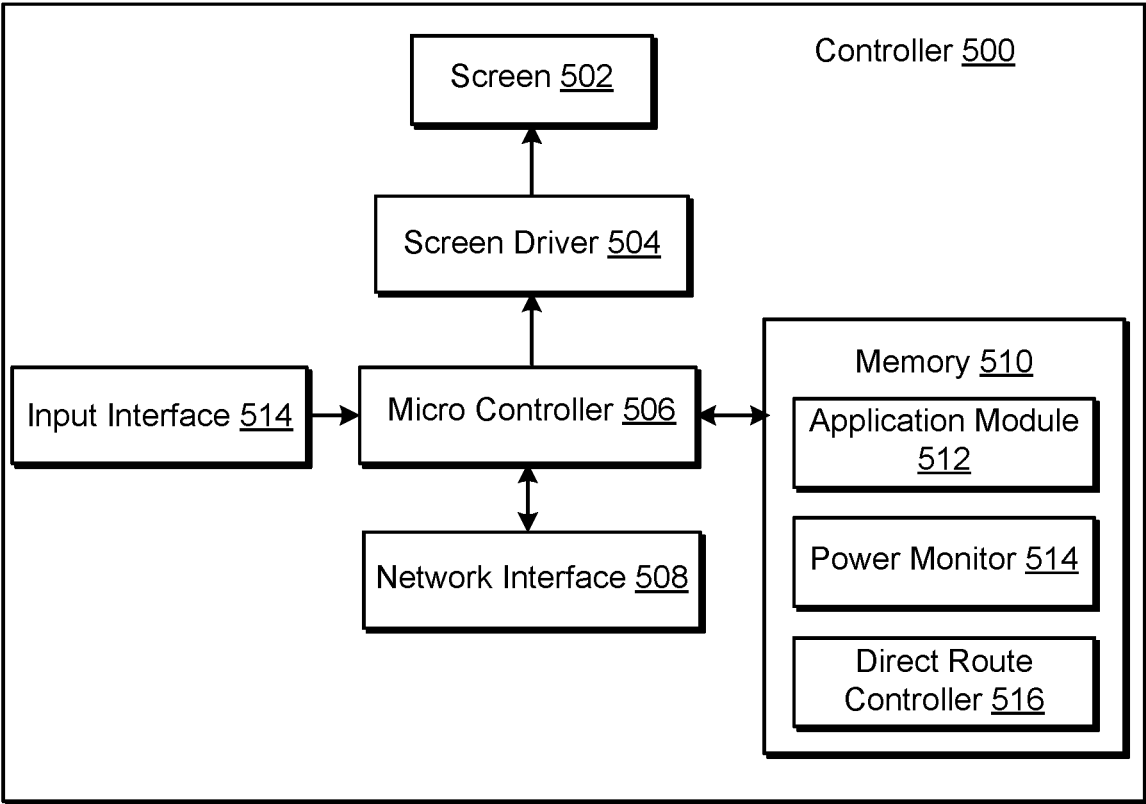 Controller 500
Screen 502
Screen Driver 504
Input Interface 514
Micro Controller 506
Network Interface 508
Memory 510
Application Module
512
Power Monitor 514
Direct Route
Controller 516